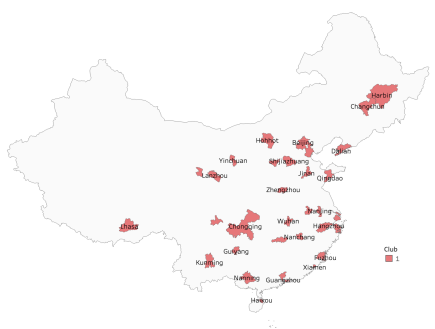 Harbin
Changchun
Hohhot
Beijing
Dalian
Yinchuan
Shijiazhuang
Lanzhou
Jinan
Qingdao
Zhengzhou
Lhasa
Chongqing
Wuhan
Nanjing
Hangzhou
Nanchang
Guiyang
Kunming
Fuzhou
Xiamen
Nanning
Guangzhou
Haikou
Club
1